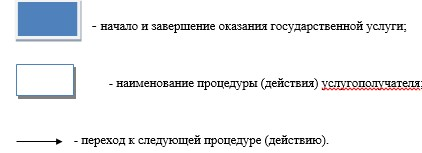 - начало и завершение оказания государственной услуги;
- наименование процедуры (действия) услугополучателя;
- переход к следующей процедуре (действию).